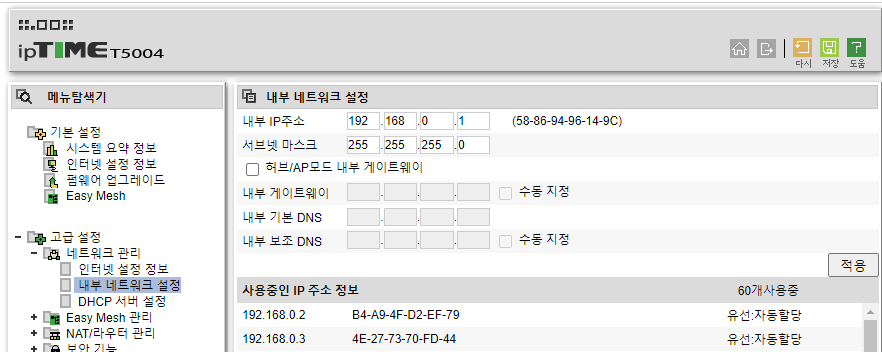 ipTIME T5004
다시 저장 도움
메뉴탐색기
기본 설정
시스템 요약 정보
인터넷 설정 정보
펌웨어 업그레이드
Easy Mesh
고급 설정
네트워크 관리
인터넷 설정 정보
내부 네트워크 설정
DHCP 서버 설정
Easy Mesh 관리
NAT/라우터 관리
보안 기능
내부 네트워크 설정
내부 IP주소 192.168.0.1 (58-86-94-96-14-9C)
서브넷 마스크 255.255.255.0
허브/AP모드 내부 게이트웨이
내부 게이트웨이 . . . 수동 지정
내부 기본 DNS . . .
내부 보조 DNS . . . 수동 지정
적용
사용중인 IP 주소 정보 60개사용중
192.168.0.2 B4-A9-4F-D2-EF-79 유선:자동할당
192.168.0.3 4E-27-73-70-FD-44 유선:자동할당